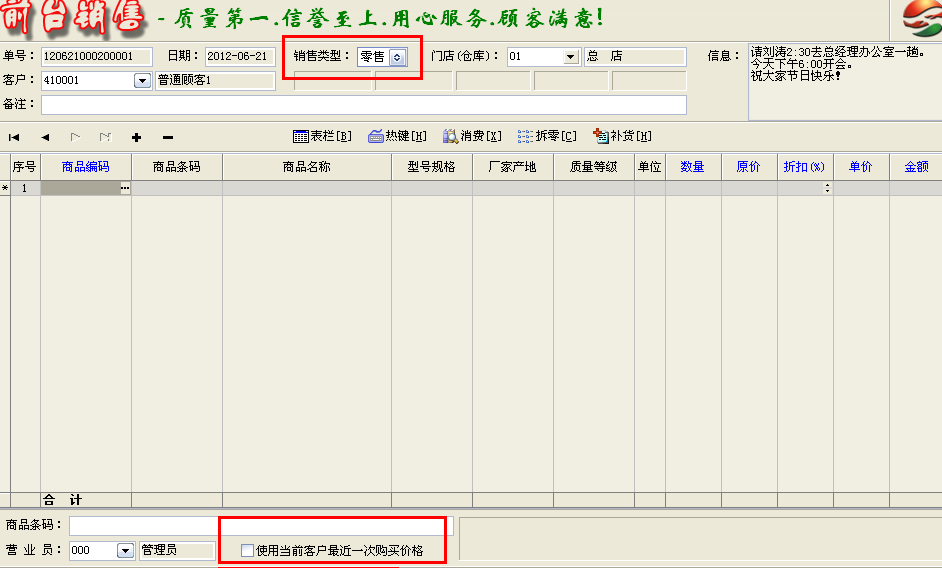 前台销售 - 质量第一.信誉至上.用心服务.顾客满意!
单号: 120621000200001 日期: 2012-06-21 销售类型: 零售 门店(仓库): 01 总 店 信息:
请刘涛2:30去总经理办公室一趟。
今天下午6:00开会。
祝大家节日快乐!
客户: 410001 普通顾客1
备注:
表栏[B] 热键[H] 消费[X] 拆零[C] 补货[M]
序号 商品编码 商品条码 商品名称 型号规格 厂家产地 质量等级 单位 数量 原价 折扣(%) 单价 金额
* 1
合 计
商品条码:
营 业 员: 000 管理员 使用当前客户最近一次购买价格